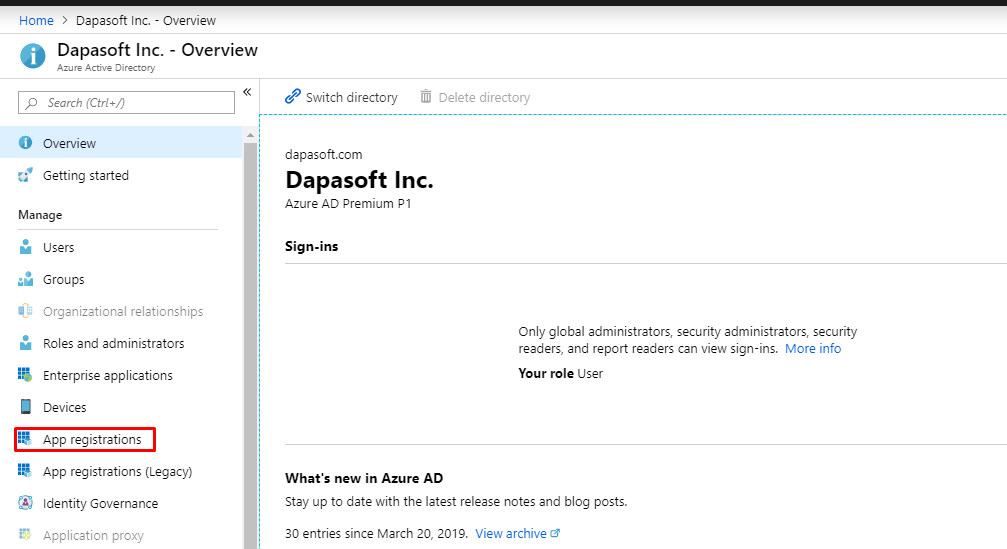 Home > Dapasoft Inc. - Overview
Dapasoft Inc. - Overview
Azure Active Directory
Search (Ctrl+/)
«
Overview
Getting started
Manage
Users
Groups
Organizational relationships
Roles and administrators
Enterprise applications
Devices
App registrations
App registrations (Legacy)
Identity Governance
Application proxy
Switch directory
Delete directory
dapasoft.com
Dapasoft Inc.
Azure AD Premium P1
Sign-ins
Only global administrators, security administrators, security
readers, and report readers can view sign-ins. More info
Your role User
What's new in Azure AD
Stay up to date with the latest release notes and blog posts.
30 entries since March 20, 2019. View archive